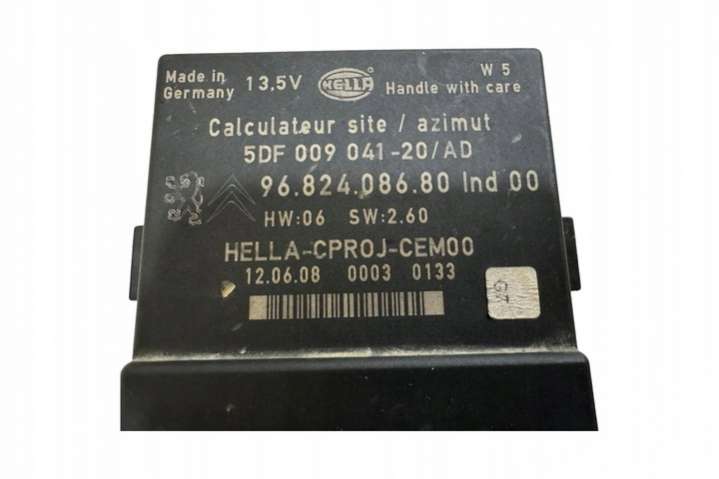 Made in Germany 13,5V HELLA W 5
Handle with care
Calculateur site / azimut
5DF 009 041-20/AD
96.824.086.80 Ind 00
HW:06 SW:2.60
HELLA-CPROJ-CEM00
12.06.08 0003 0133